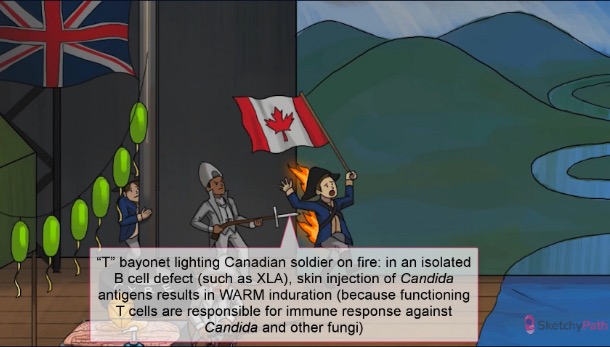 "T" bayonet lighting Canadian soldier on fire: in an isolated
B cell defect (such as XLA), skin injection of Candida
antigens results in WARM induration (because functioning
T cells are responsible for immune response against
Candida and other fungi)
SketchyPath